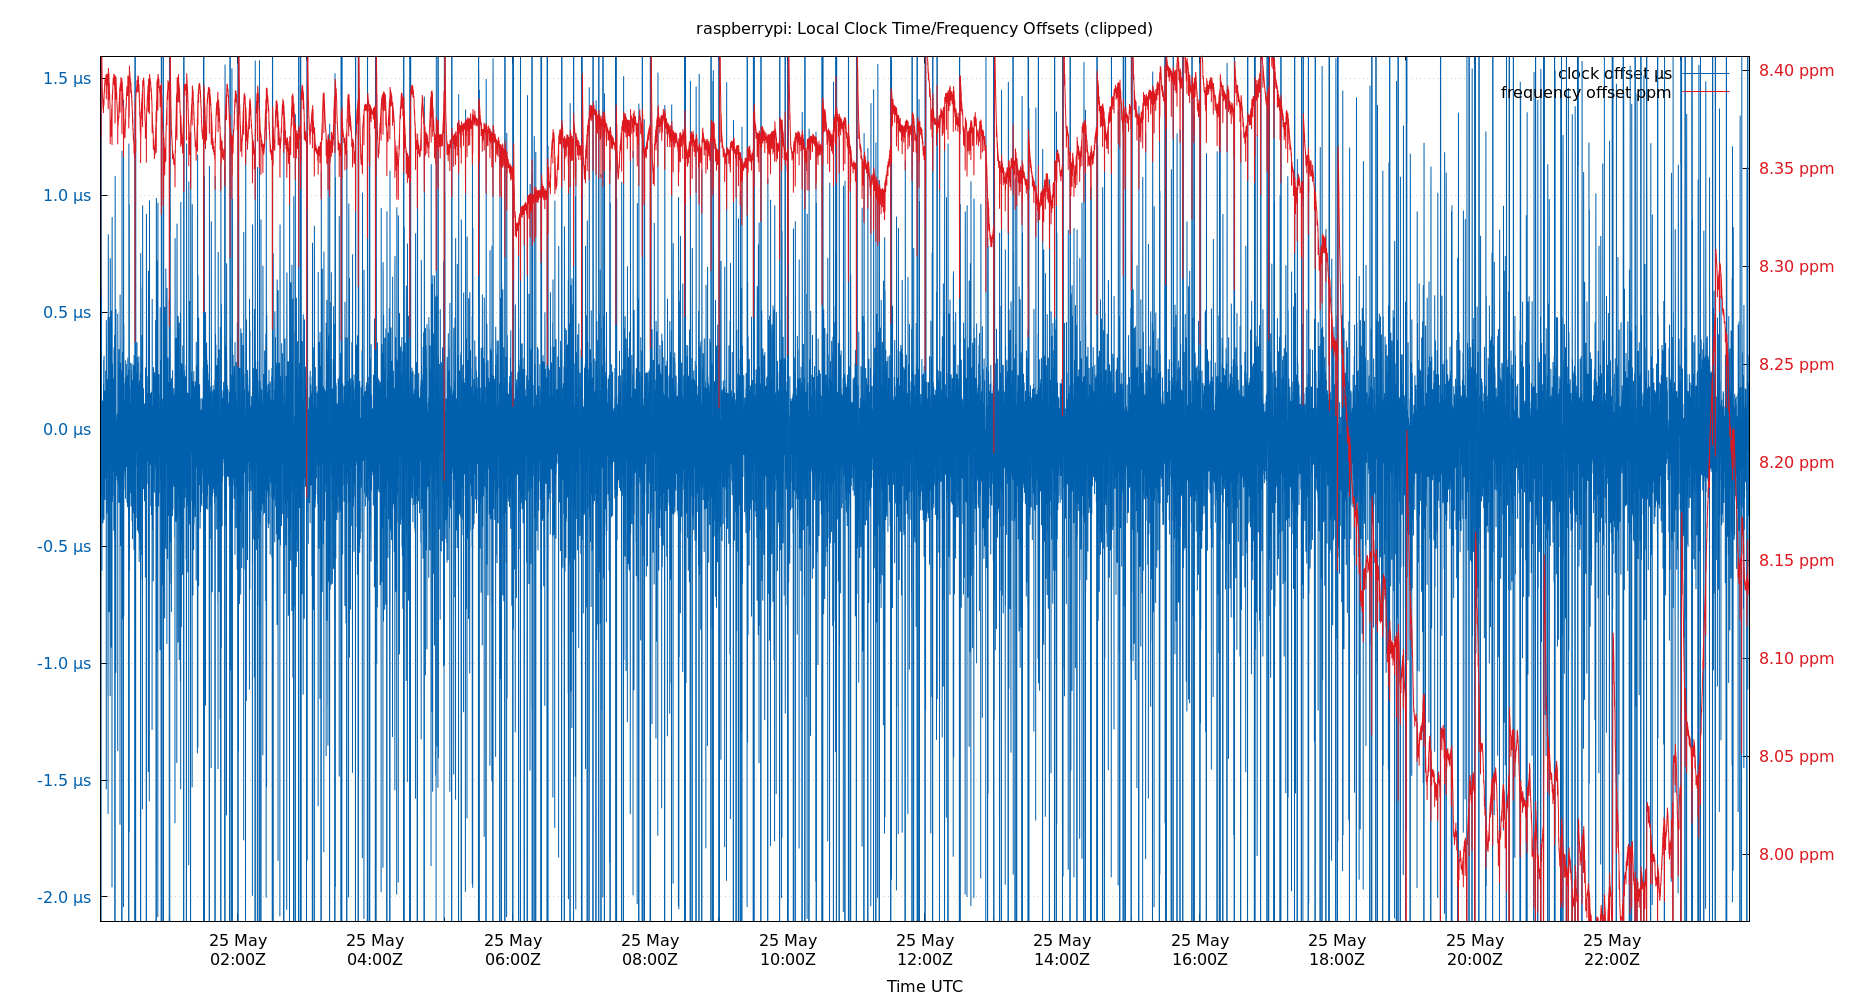 raspberrypi: Local Clock Time/Frequency Offsets (clipped)
clock offset µs
frequency offset ppm
1.5 µs
1.0 µs
0.5 µs
0.0 µs
-0.5 µs
-1.0 µs
-1.5 µs
-2.0 µs
8.40 ppm
8.35 ppm
8.30 ppm
8.25 ppm
8.20 ppm
8.15 ppm
8.10 ppm
8.05 ppm
8.00 ppm
25 May 25 May 25 May 25 May 25 May 25 May 25 May 25 May 25 May 25 May 25 May
02:00Z 04:00Z 06:00Z 08:00Z 10:00Z 12:00Z 14:00Z 16:00Z 18:00Z 20:00Z 22:00Z
Time UTC